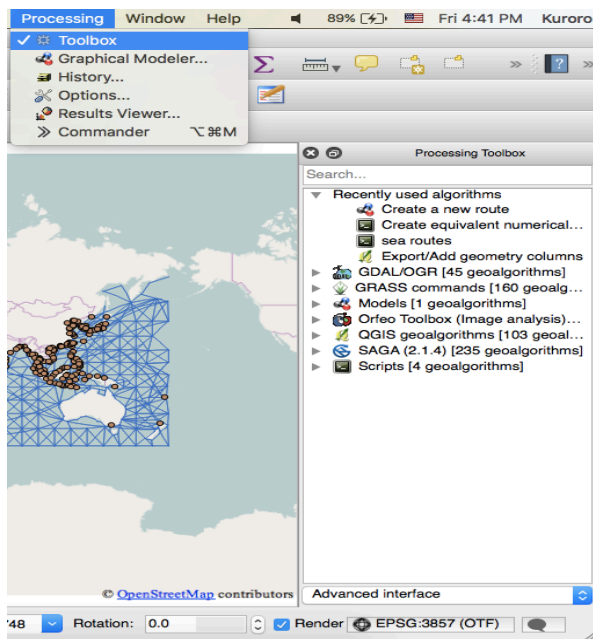 Processing Window Help 89% Fri 4:41 PM Kuroro
✓ Toolbox
Graphical Modeler...
History...
Options...
Results Viewer...
Commander ⌥⌘M
Σ
?
Processing Toolbox
Search...
Recently used algorithms
Create a new route
Create equivalent numerical...
sea routes
Export/Add geometry columns
GDAL/OGR [45 geoalgorithms]
GRASS commands [160 geoalg...
Models [1 geoalgorithms]
Orfeo Toolbox (Image analysis)...
QGIS geoalgorithms [103 geoal...
SAGA (2.1.4) [235 geoalgorithms]
Scripts [4 geoalgorithms]
© OpenStreetMap contributors
Advanced interface
748 Rotation: 0.0 Render EPSG:3857 (OTF)